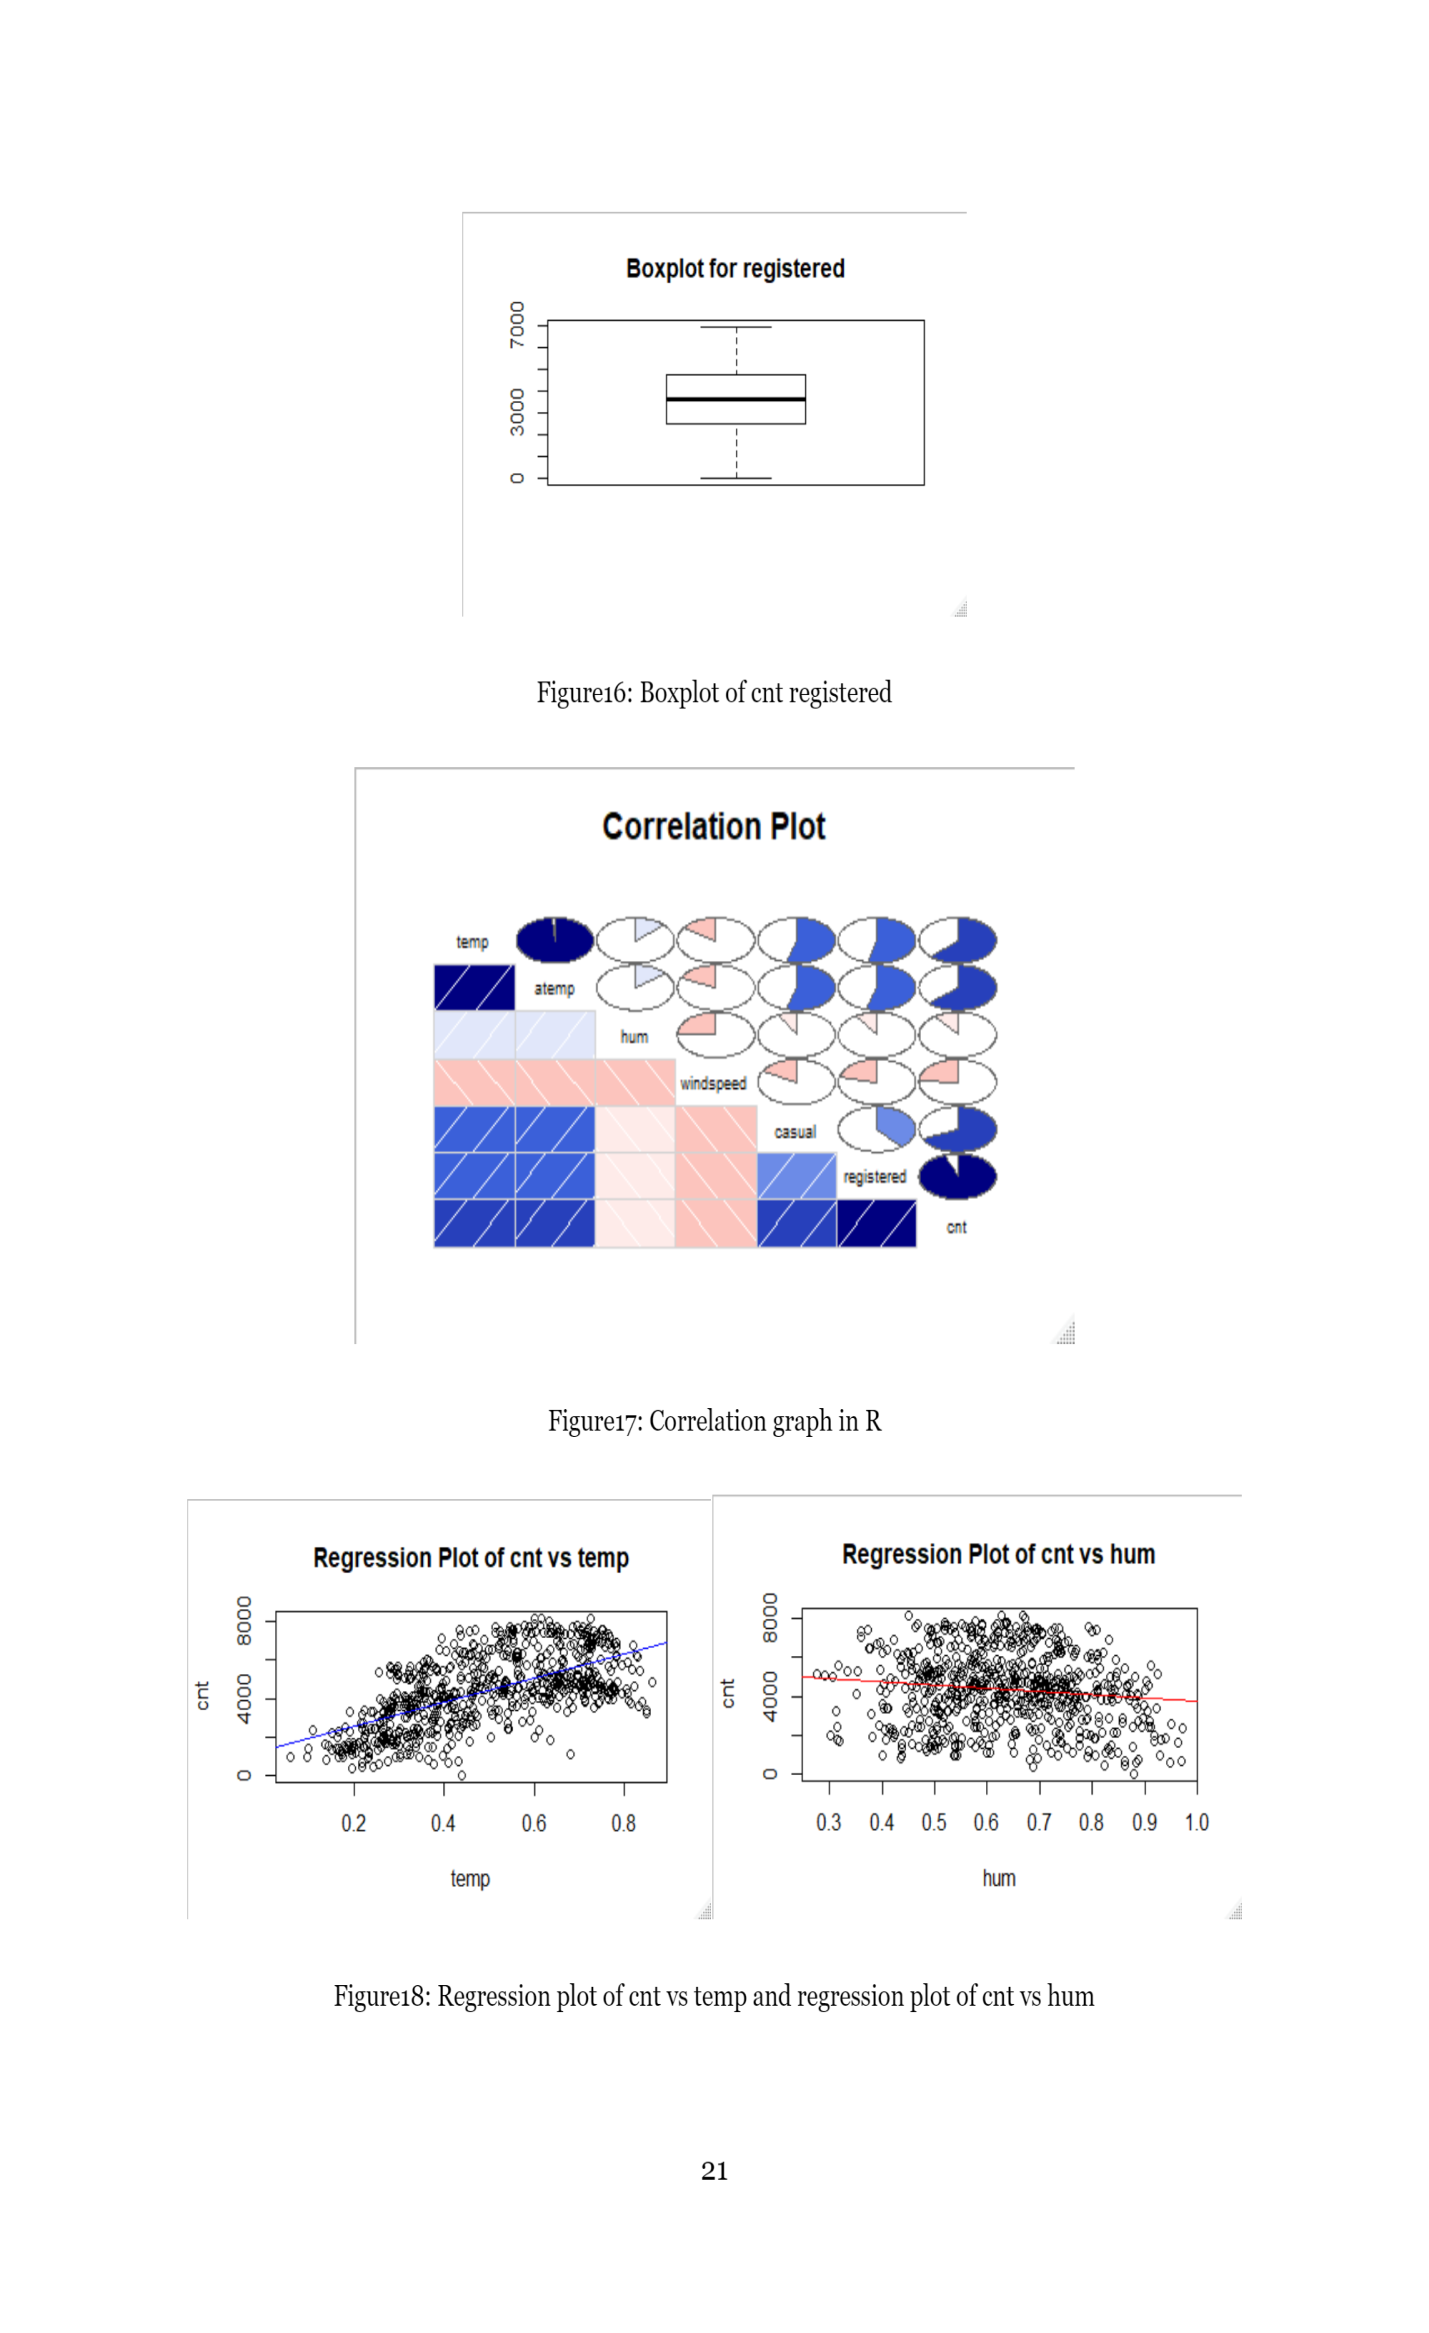 Boxplot for registered
7000
3000
0
Figure16: Boxplot of cnt registered
Correlation Plot
temp
atemp
hum
windspeed
casual
registered
cnt
Figure17: Correlation graph in R
Regression Plot of cnt vs temp
8000
4000
0
cnt
0.2 0.4 0.6 0.8
temp
Regression Plot of cnt vs hum
8000
4000
0
cnt
0.3 0.4 0.5 0.6 0.7 0.8 0.9 1.0
hum
Figure18: Regression plot of cnt vs temp and regression plot of cnt vs hum
21